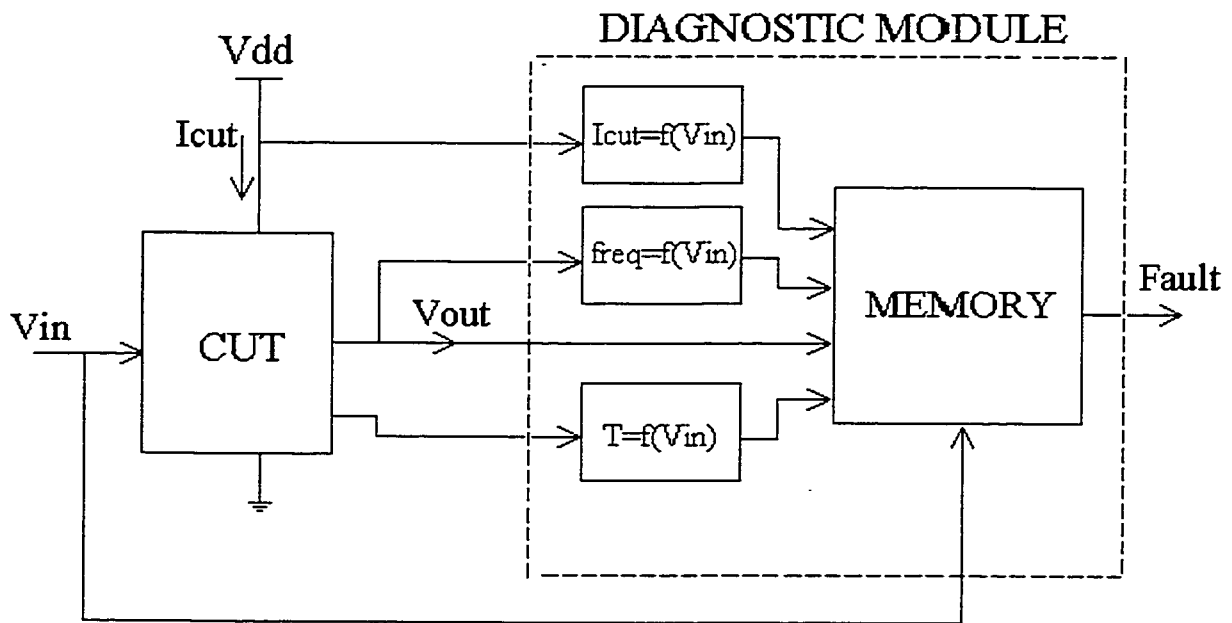 DIAGNOSTIC MODULE
Vdd
Icut
Icut=f(Vin)
freq=f(Vin)
MEMORY
Fault
Vin
CUT
Vout
T=f(Vin)